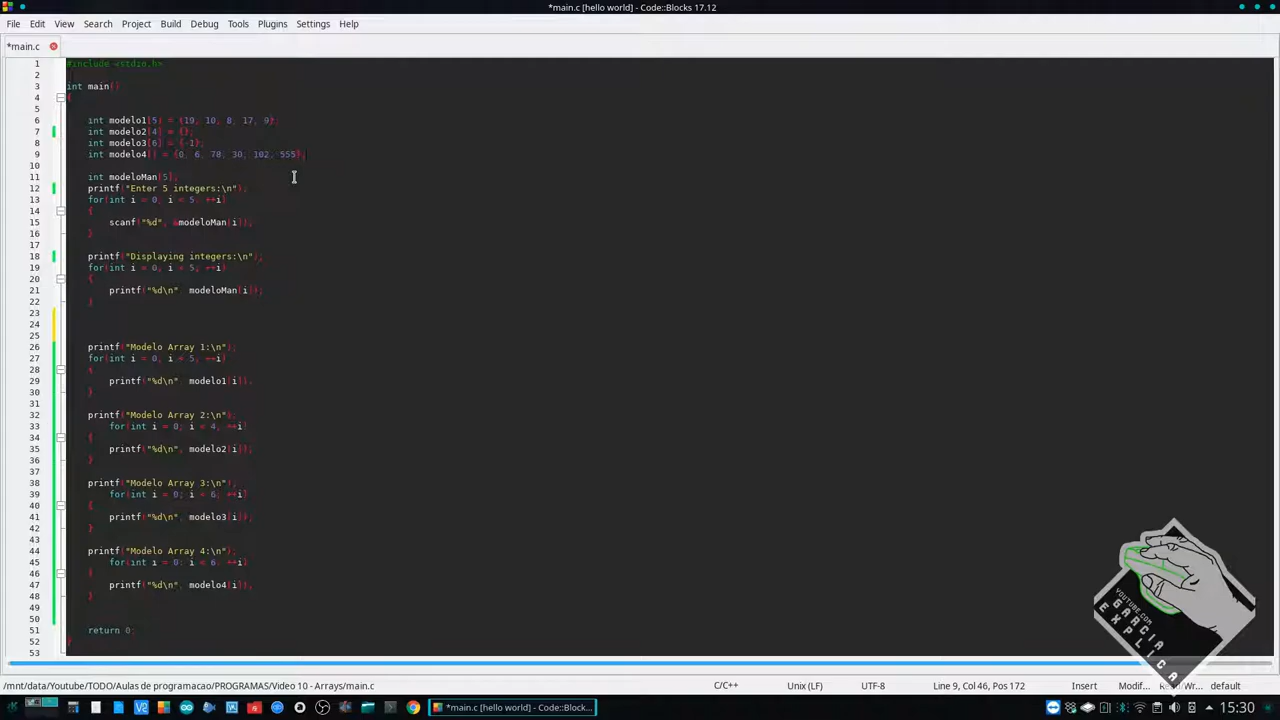 *main.c [hello world] - Code::Blocks 17.12
File Edit View Search Project Build Debug Tools Plugins Settings Help
*main.c
1 #include <stdio.h>
2
3 int main()
4 {
5
6 int modelo1[5] = {19, 10, 8, 17, 9};
7 int modelo2[4] = {};
8 int modelo3[6] = {-1};
9 int modelo4[] = {0, 6, 78, 30, 102, 555};
10
11 int modeloMan[5];
12 printf("Enter 5 integers:\n");
13 for(int i = 0; i < 5; ++i)
14 {
15 scanf("%d", &modeloMan[i]);
16 }
17
18 printf("Displaying integers:\n");
19 for(int i = 0; i < 5; ++i)
20 {
21 printf("%d\n", modeloMan[i]);
22 }
23
24
25
26 printf("Modelo Array 1:\n");
27 for(int i = 0; i < 5; ++i)
28 {
29 printf("%d\n", modelo1[i]);
30 }
31
32 printf("Modelo Array 2:\n");
33 for(int i = 0; i < 4; ++i)
34 {
35 printf("%d\n", modelo2[i]);
36 }
37
38 printf("Modelo Array 3:\n");
39 for(int i = 0; i < 6; ++i)
40 {
41 printf("%d\n", modelo3[i]);
42 }
43
44 printf("Modelo Array 4:\n");
45 for(int i = 0; i < 6; ++i)
46 {
47 printf("%d\n", modelo4[i]);
48 }
49
50
51 return 0;
52 }
53
YOUTUBE.COM
EGARCIA
EXPLICA
/mnt/data/Youtube/TODO/Aulas de programacao/PROGRAMAS/Video 10 - Arrays/main.c C/C++ Unix (LF) UTF-8 Line 9, Col 46, Pos 172 Insert Modif... default
*main.c [hello world] - Code::Block... 15:30